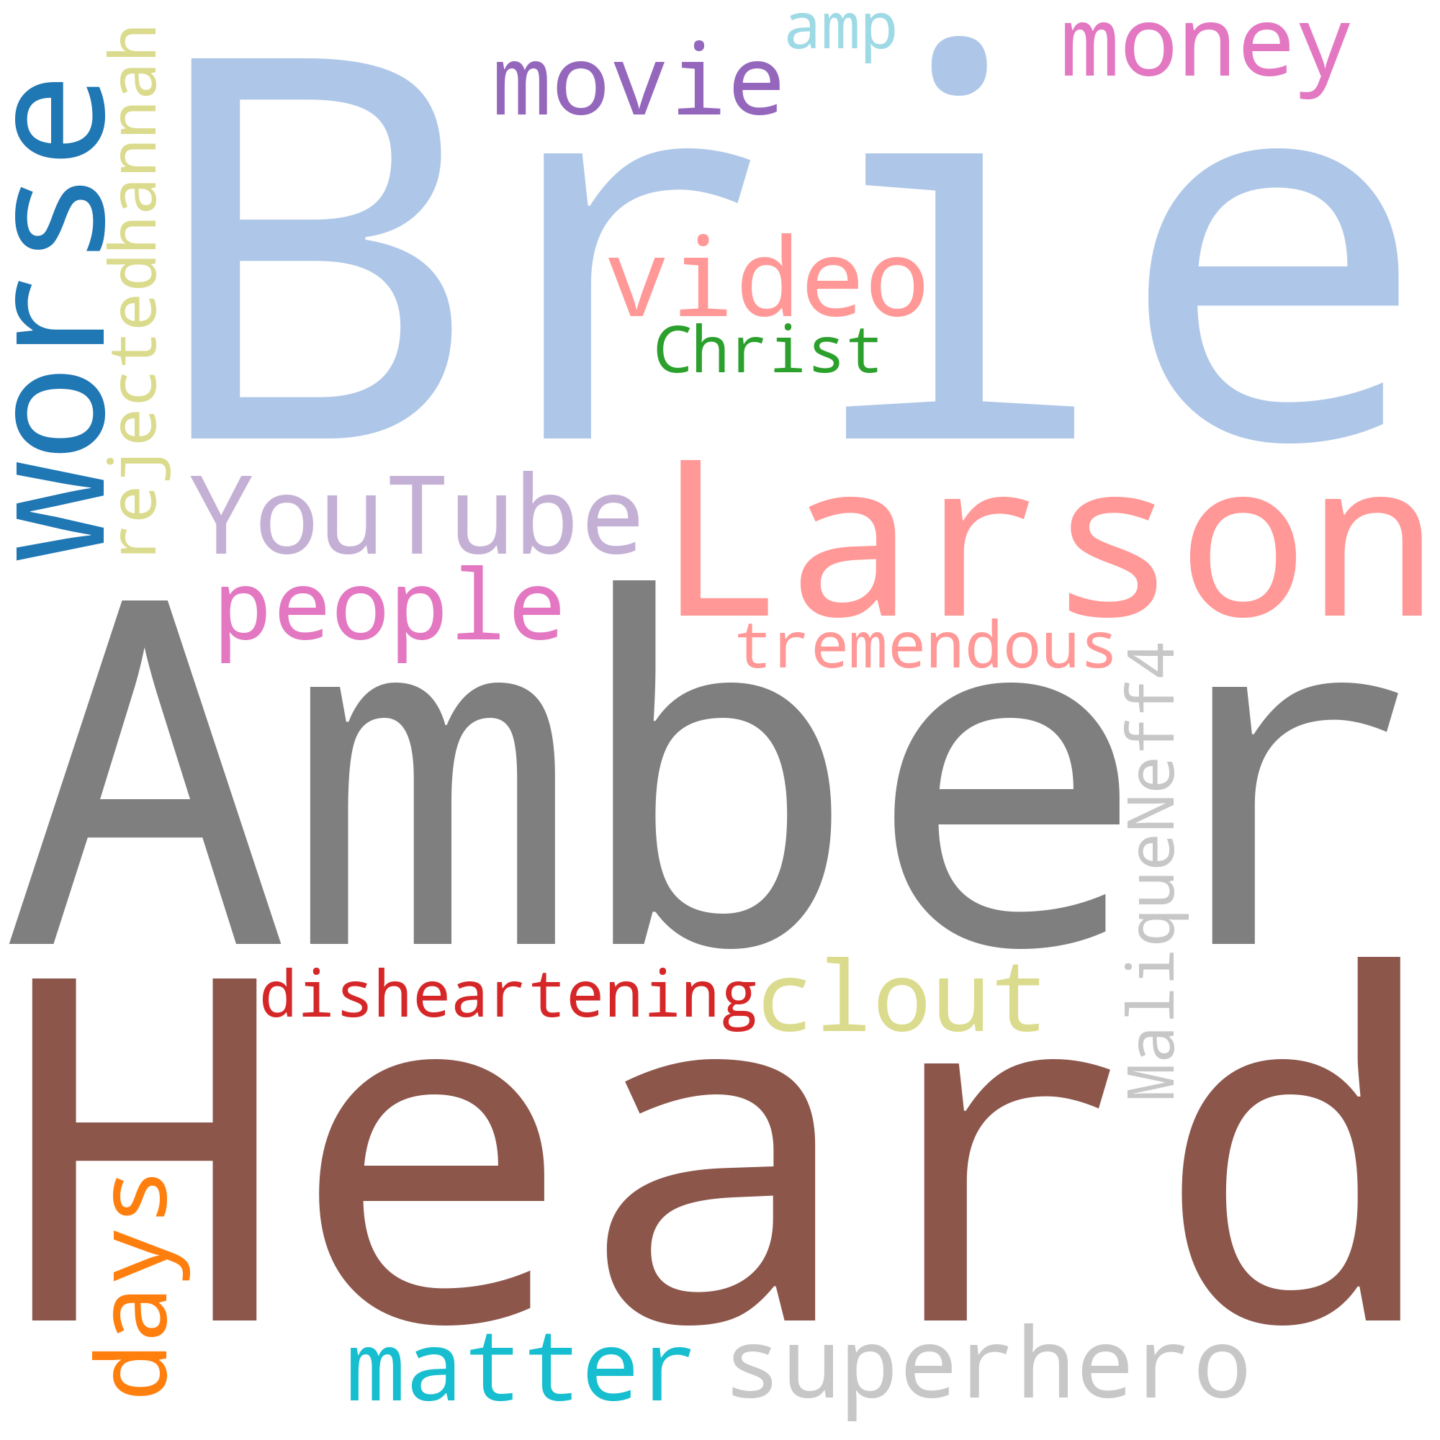 amp
money
movie
worse
rejectedhannah
Brie
video
Christ
YouTube
Larson
people
tremendous
Amber
MaliqueNeff4
disheartening
clout
Heard
days
matter
superhero